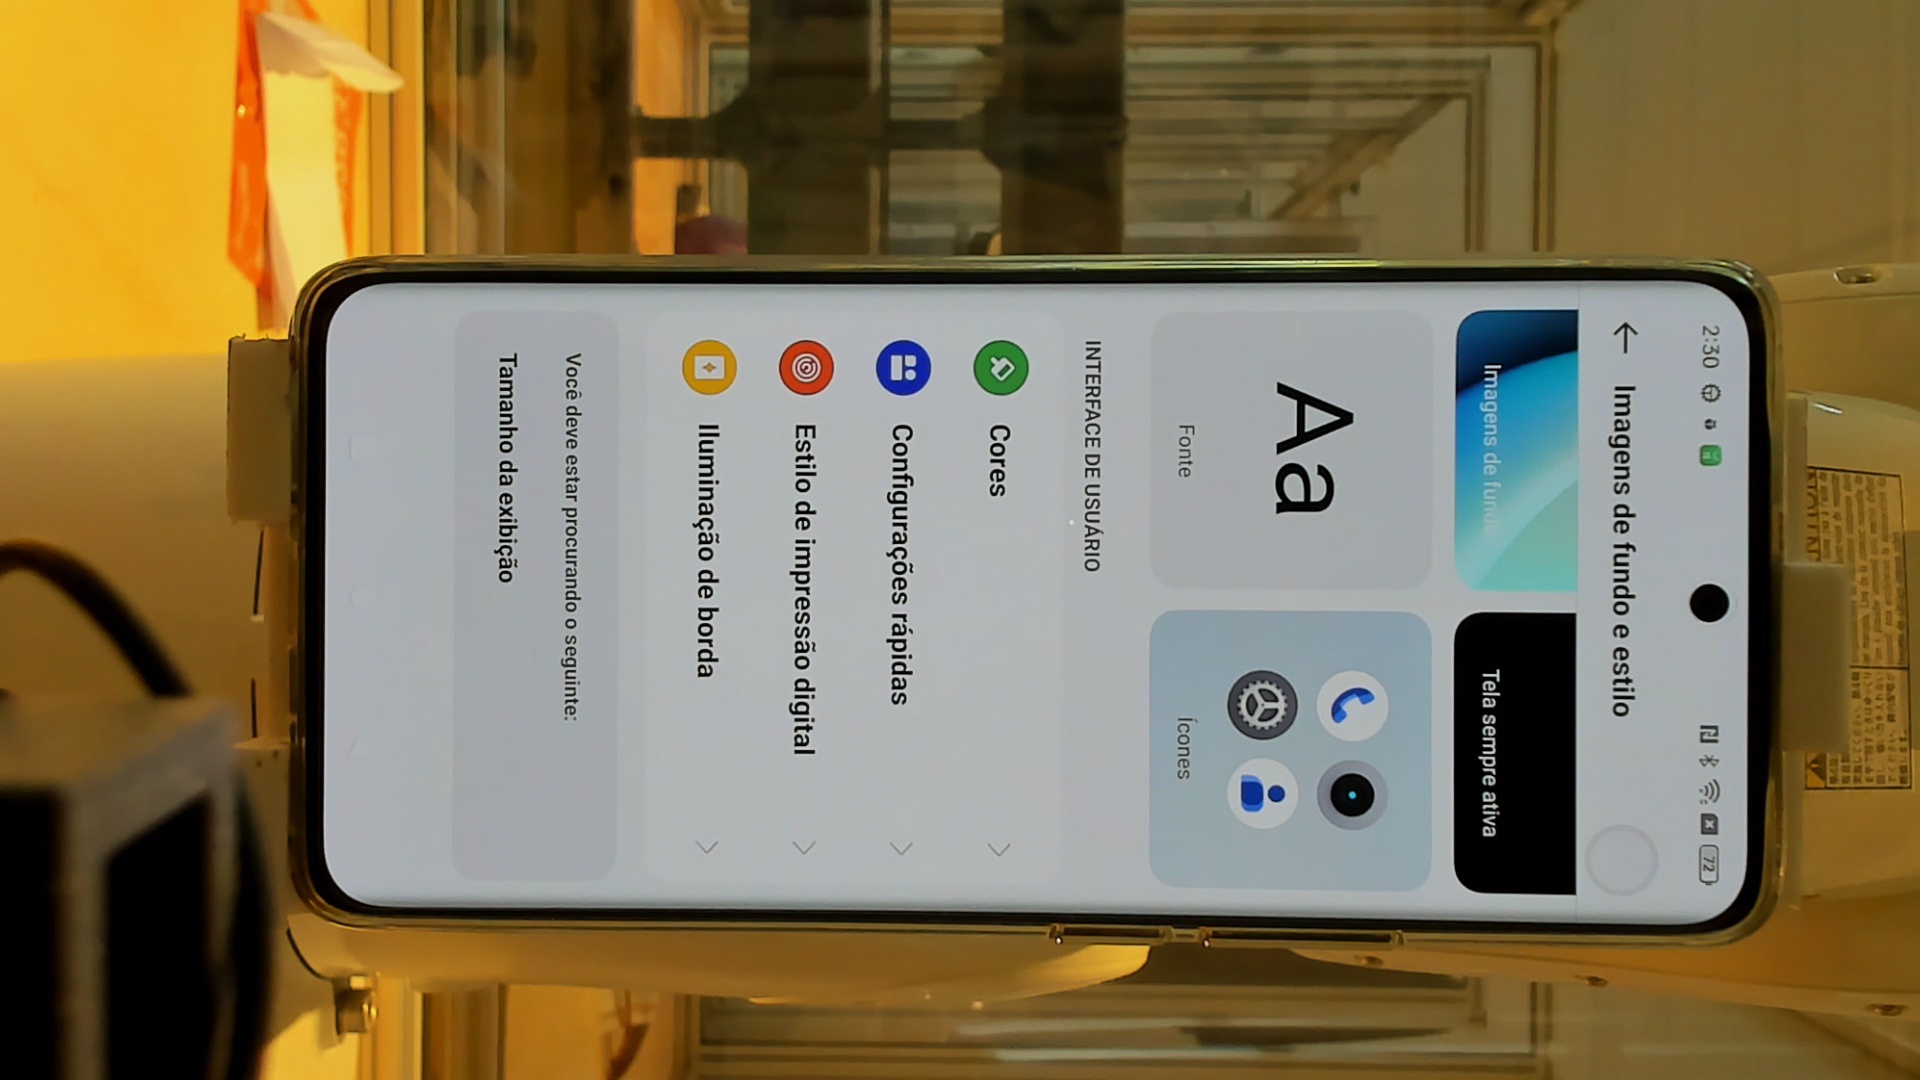 2:30
72
Imagens de fundo e estilo
Imagens de fundo
Tela sempre ativa
Aa
Fonte
Ícones
INTERFACE DE USUÁRIO
Cores
Configurações rápidas
Estilo de impressão digital
Iluminação de borda
Você deve estar procurando o seguinte:
Tamanho da exibição